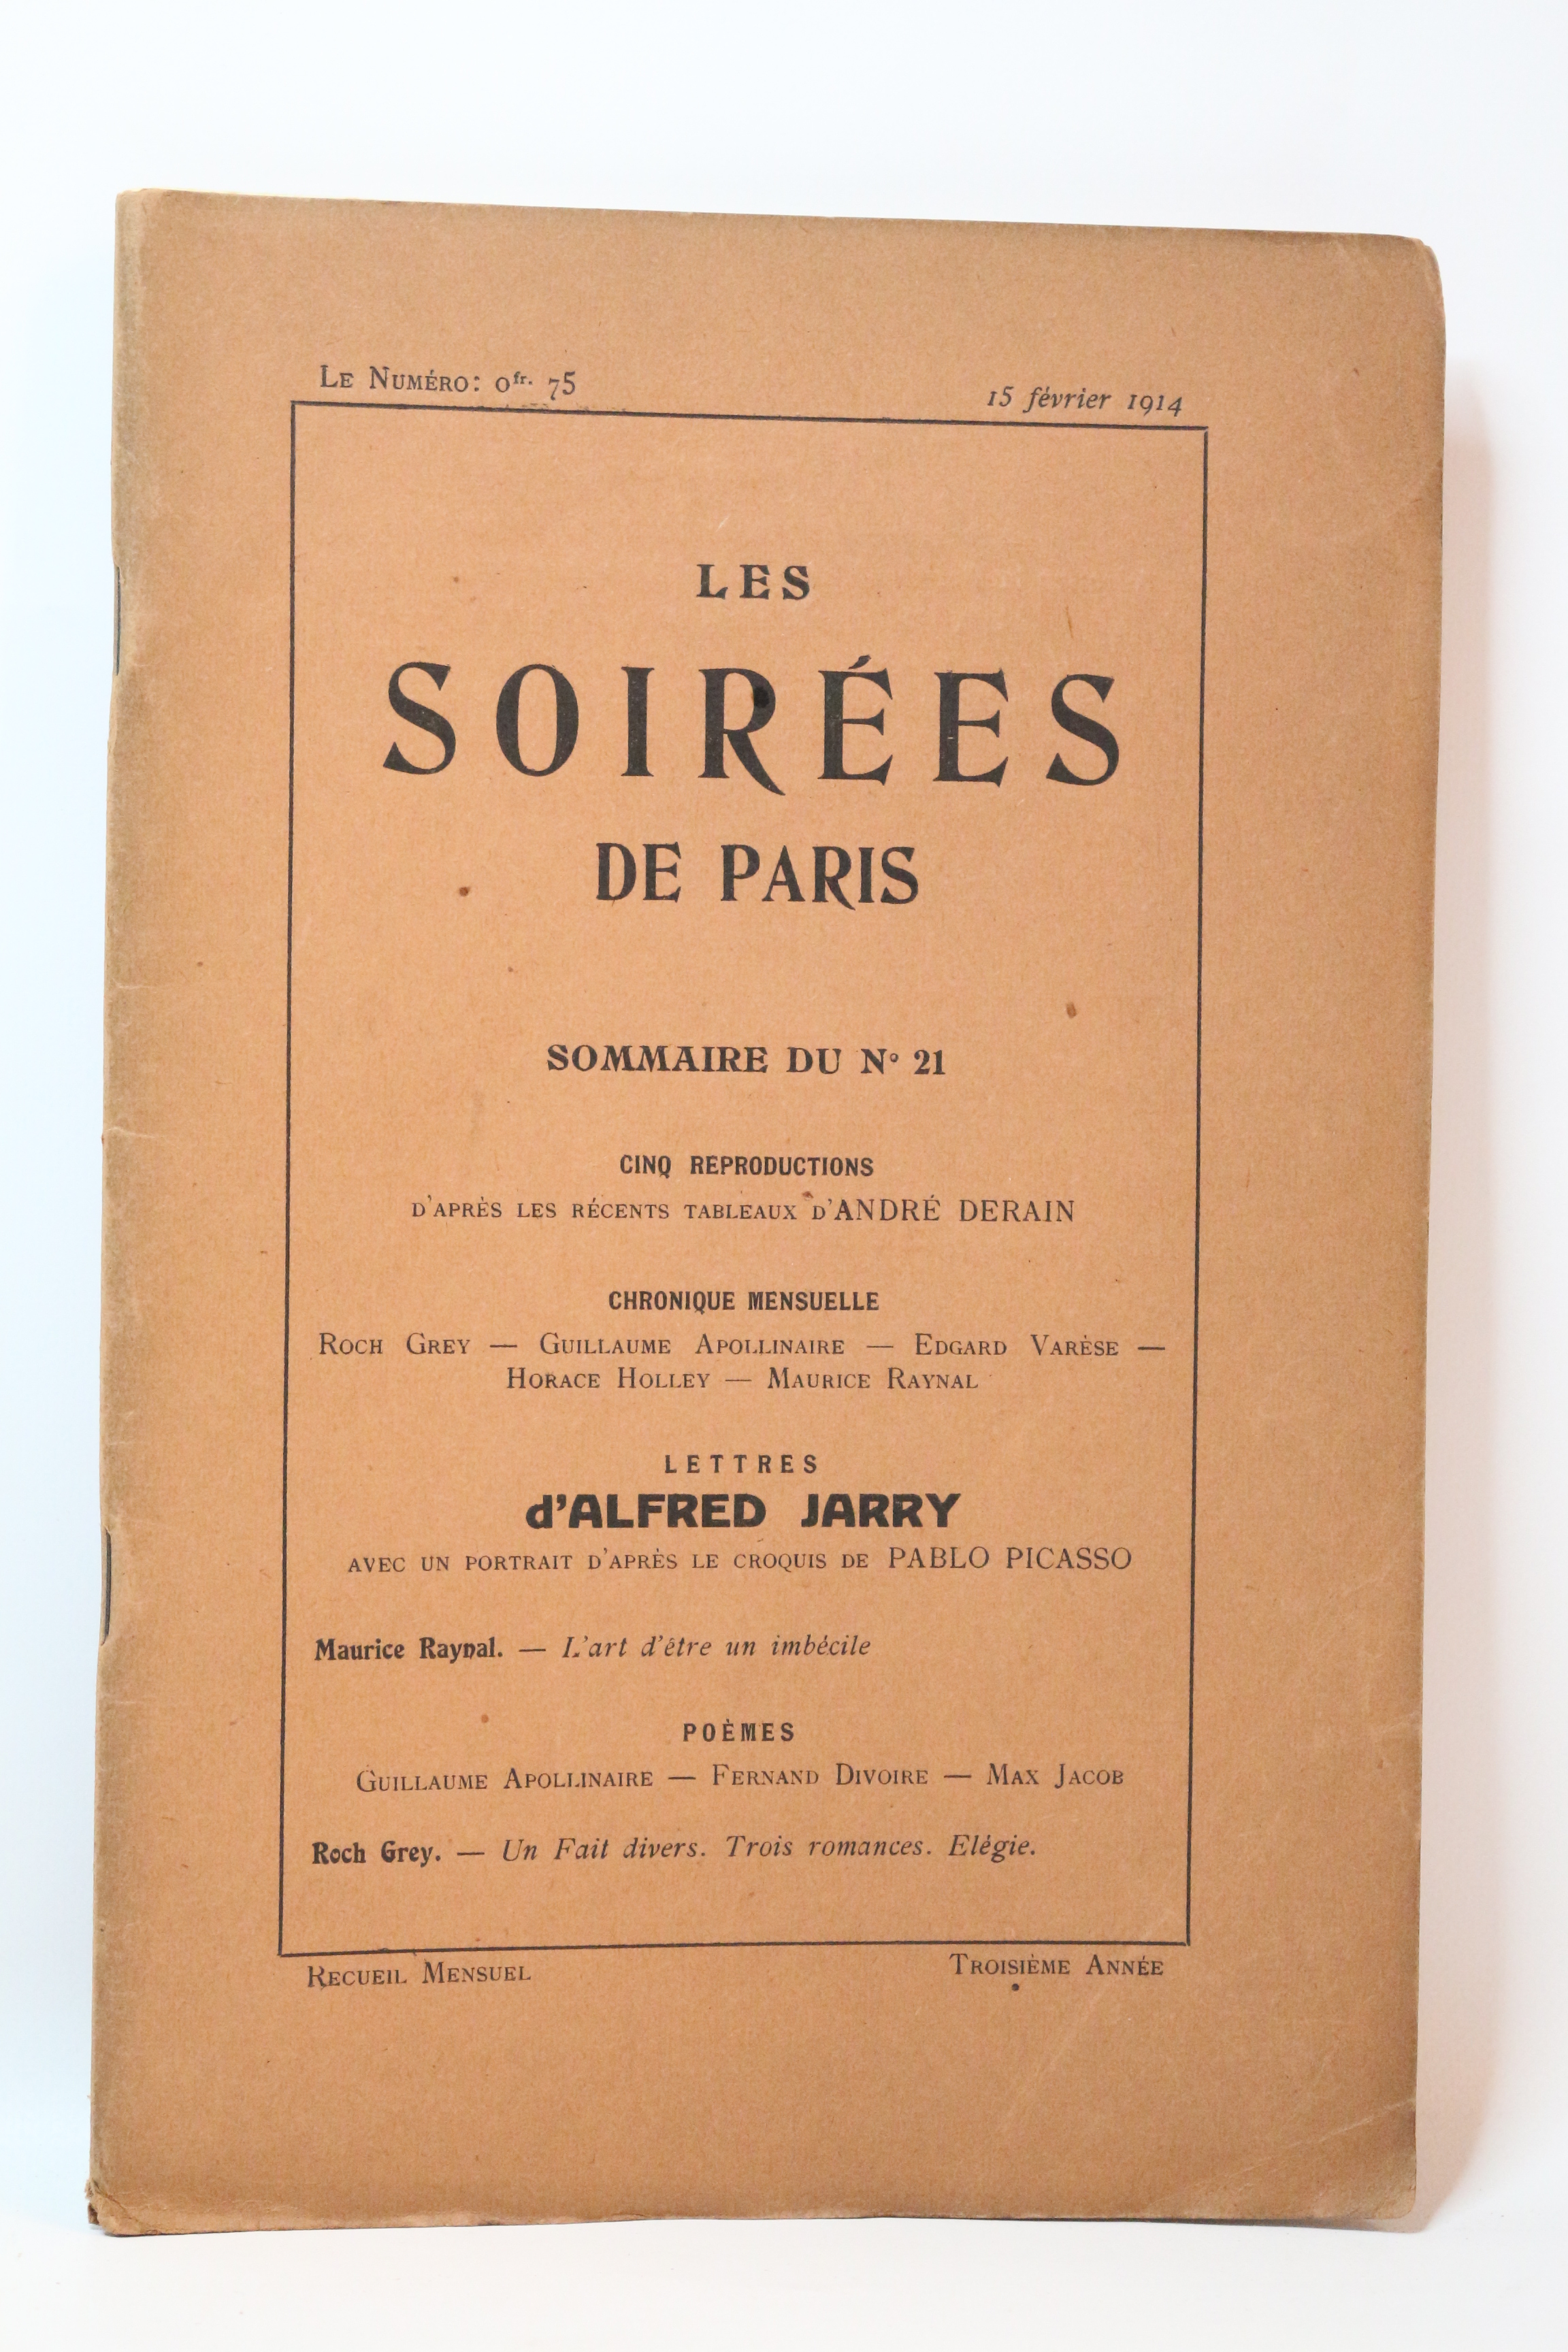 Le Numéro: 0fr. 75
15 février 1914
LES
SOIRÉES
DE PARIS
SOMMAIRE DU N° 21
CINQ REPRODUCTIONS
D'APRÈS LES RÉCENTS TABLEAUX D'ANDRÉ DERAIN
CHRONIQUE MENSUELLE
Roch Grey — Guillaume Apollinaire — Edgard Varèse —
Horace Holley — Maurice Raynal
LETTRES
d'ALFRED JARRY
AVEC UN PORTRAIT D'APRÈS LE CROQUIS DE PABLO PICASSO
Maurice Raynal. — L'art d'être un imbécile
POÈMES
Guillaume Apollinaire — Fernand Divoire — Max Jacob
Roch Grey. — Un Fait divers. Trois romances. Elégie.
Recueil Mensuel
Troisième Année